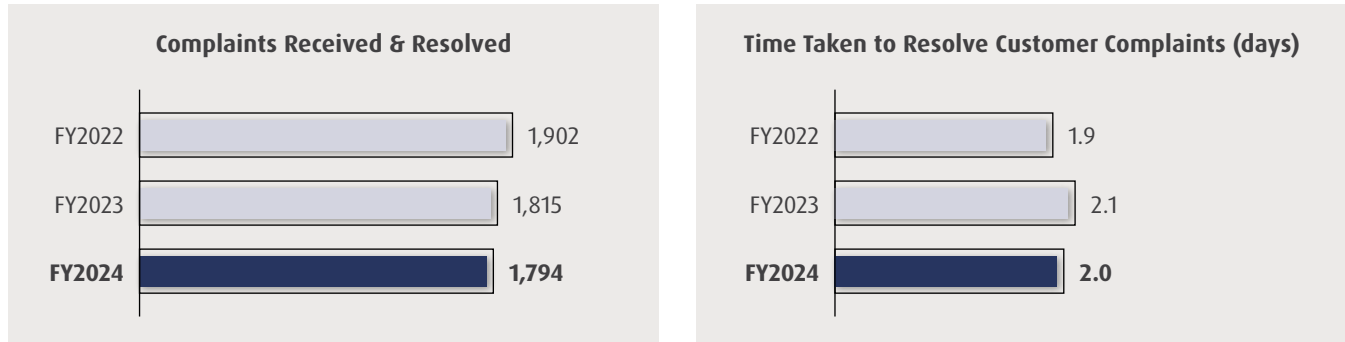 Complaints Received & Resolved
FY2022 1,902
FY2023 1,815
FY2024 1,794
Time Taken to Resolve Customer Complaints (days)
FY2022 1.9
FY2023 2.1
FY2024 2.0